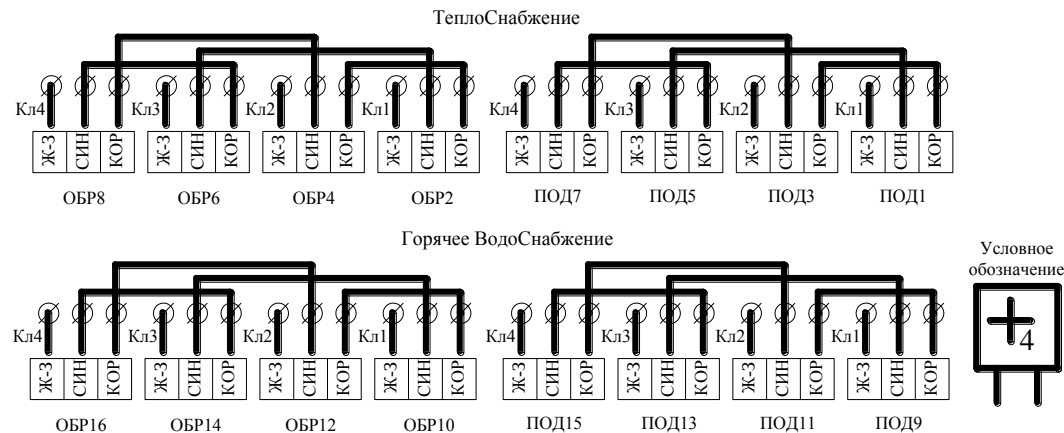 ТеплоСнабжение
Кл4 Кл3 Кл2 Кл1 Кл4 Кл3 Кл2 Кл1
Ж-З СИН КОР Ж-З СИН КОР Ж-З СИН КОР Ж-З СИН КОР Ж-З СИН КОР Ж-З СИН КОР Ж-З СИН КОР Ж-З СИН КОР
ОБР8 ОБР6 ОБР4 ОБР2 ПОД7 ПОД5 ПОД3 ПОД1
Горячее ВодоСнабжение
Условное
обозначение
4
Кл4 Кл3 Кл2 Кл1 Кл4 Кл3 Кл2 Кл1
Ж-З СИН КОР Ж-З СИН КОР Ж-З СИН КОР Ж-З СИН КОР Ж-З СИН КОР Ж-З СИН КОР Ж-З СИН КОР Ж-З СИН КОР
ОБР16 ОБР14 ОБР12 ОБР10 ПОД15 ПОД13 ПОД11 ПОД9